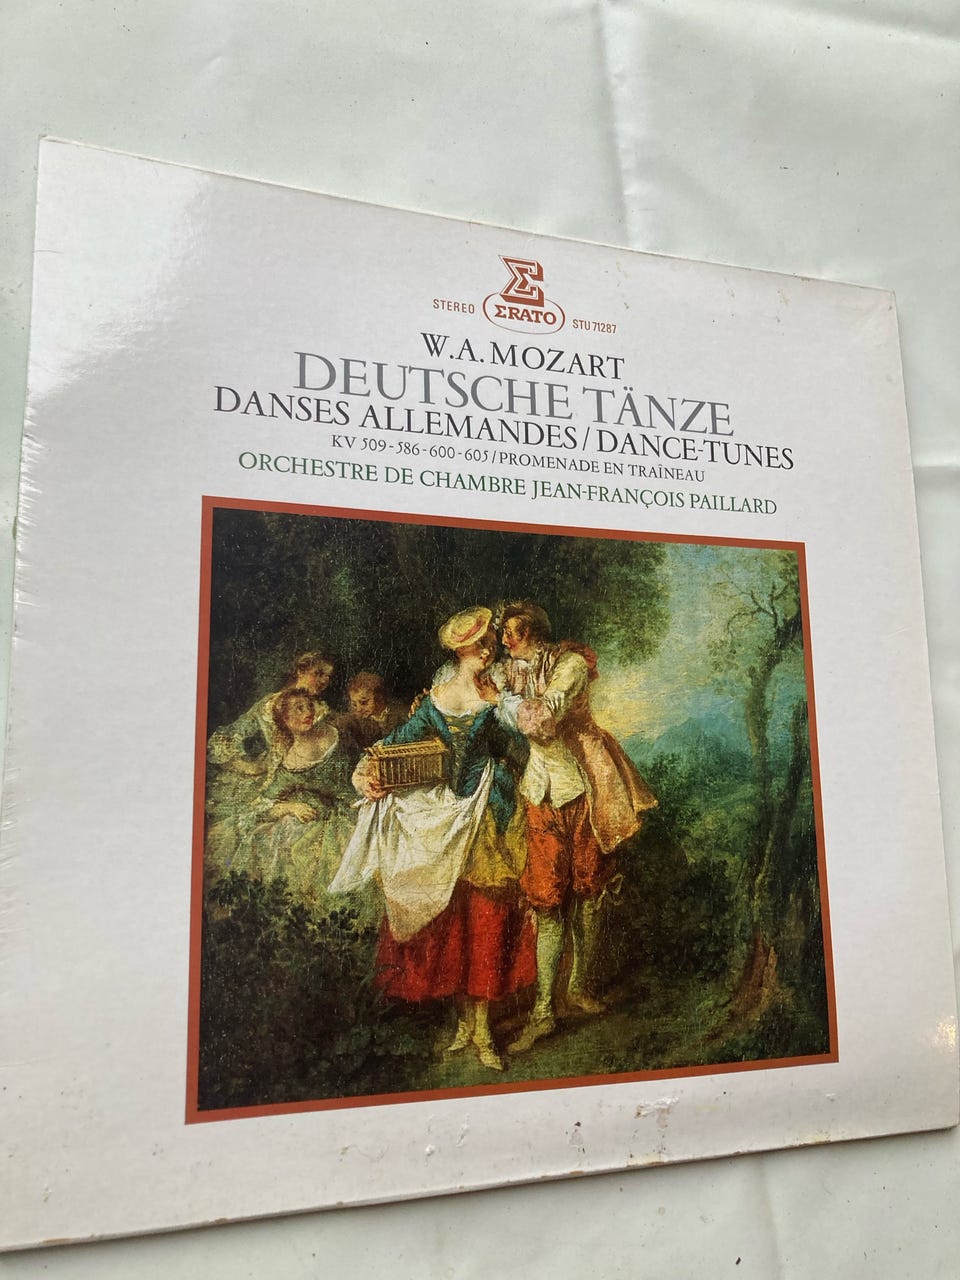 Σ
STEREO ΣRATO STU 71287
W.A. MOZART
DEUTSCHE TÄNZE
DANSES ALLEMANDES / DANCE-TUNES
KV 509-586-600-605 / PROMENADE EN TRAÎNEAU
ORCHESTRE DE CHAMBRE JEAN-FRANÇOIS PAILLARD